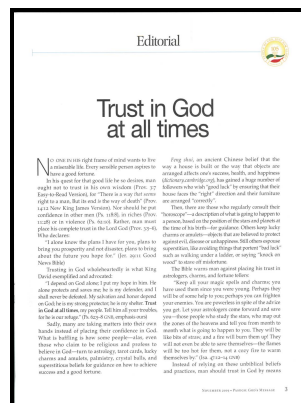 Editorial
Trust in God
at all times
NO ONE IN HIS right frame of mind wants to live
a miserable life. Every sensible person aspires to
have a good fortune.
In his quest for that good life he so desires, man
ought not to trust in his own wisdom (Prov. 3:7
Easy-to-Read Version), for "There is a way that seems
right to a man, But its end is the way of death" (Prov.
14:12 New King James Version). Nor should he put
confidence in other men (Ps. 118:8), in riches (Prov.
11:28) or in violence (Ps. 62:10). Rather, man must
place his complete trust in the Lord God (Prov. 3:5-6),
Who declares:
"I alone know the plans I have for you, plans to
bring you prosperity and not disaster, plans to bring
about the future you hope for." (Jer. 29:11 Good
News Bible)
Trusting in God wholeheartedly is what King
David exemplified and advocated:
"I depend on God alone; I put my hope in him. He
alone protects and saves me; he is my defender, and I
shall never be defeated. My salvation and honor depend
on God; he is my strong protector; he is my shelter. Trust
in God at all times, my people. Tell him all your troubles,
for he is our refuge." (Ps. 62:5-8 GNB, emphasis ours)
Sadly, many are taking matters into their own
hands instead of placing their confidence in God.
What is baffling is how some people—alas, even
those who claim to be religious and profess to
believe in God—turn to astrology, tarot cards, lucky
charms and amulets, palmistry, crystal balls, and
superstitious beliefs for guidance on how to achieve
success and a good fortune.
Feng shui, an ancient Chinese belief that the
way a house is built or the way that objects are
arranged affects one's success, health, and happiness
(dictionary.cambridge.org), has gained a huge number of
followers who wish "good luck" by ensuring that their
house faces the "right" direction and their furniture
are arranged "correctly".
Then, there are those who regularly consult their
"horoscope"—a description of what is going to happen to
a person, based on the position of the stars and planets at
the time of his birth—for guidance. Others keep lucky
charms or amulets—objects that are believed to protect
against evil, disease or unhappiness. Still others espouse
superstition, like avoiding things that portend "bad luck"
such as walking under a ladder, or saying "knock on
wood" to stave off misfortune.
The Bible warns man against placing his trust in
astrologers, charms, and fortune tellers:
"Keep all your magic spells and charms; you
have used them since you were young. Perhaps they
will be of some help to you; perhaps you can frighten
your enemies. You are powerless in spite of the advice
you get. Let your astrologers come forward and save
you—those people who study the stars, who map out
the zones of the heavens and tell you from month to
month what is going to happen to you. They will be
like bits of straw, and a fire will burn them up! They
will not even be able to save themselves—the flames
will be too hot for them, not a cozy fire to warm
themselves by." (Isa. 47:12-14 GNB)
Instead of relying on these unbiblical beliefs
and practices, man should trust in God by means
NOVEMBER 2020 • PASUGO GOD'S MESSAGE 3